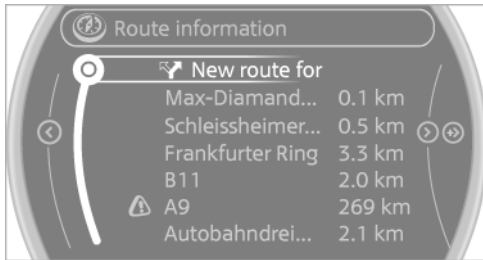 Route information
New route for
Max-Diamand... 0.1 km
Schleissheimer... 0.5 km
Frankfurter Ring 3.3 km
B11 2.0 km
A9 269 km
Autobahndrei... 2.1 km